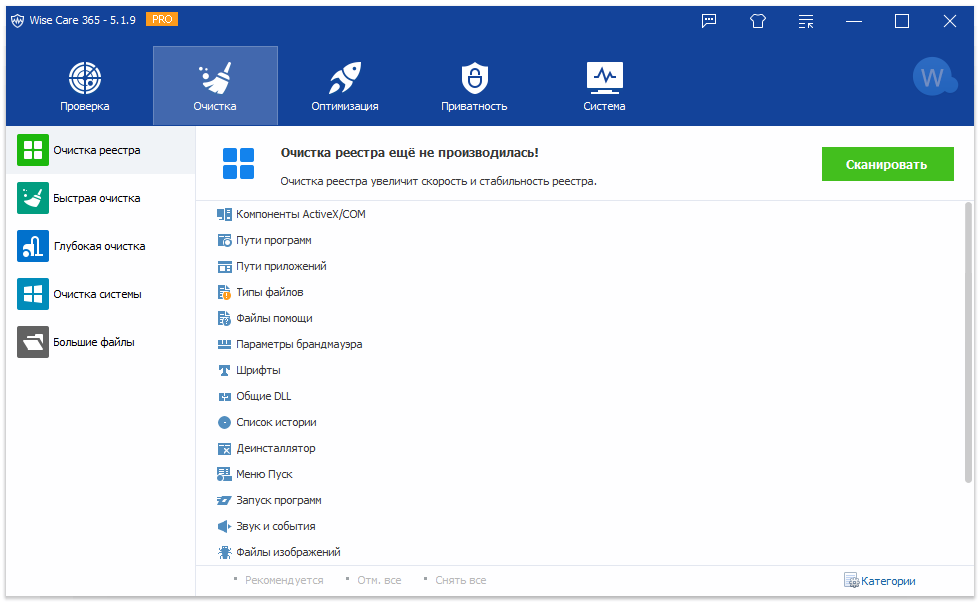 Wise Care 365 - 5.1.9 PRO
Проверка
Очистка
Оптимизация
Приватность
Система
W
Очистка реестра
Быстрая очистка
Глубокая очистка
Очистка системы
Большие файлы
Очистка реестра ещё не производилась!
Очистка реестра увеличит скорость и стабильность реестра.
Сканировать
Компоненты ActiveX/COM
Пути программ
Пути приложений
Типы файлов
Файлы помощи
Параметры брандмауэра
Шрифты
Общие DLL
Список истории
Деинсталлятор
Меню Пуск
Запуск программ
Звук и события
Файлы изображений
Рекомендуется
Отм. все
Снять все
Категории